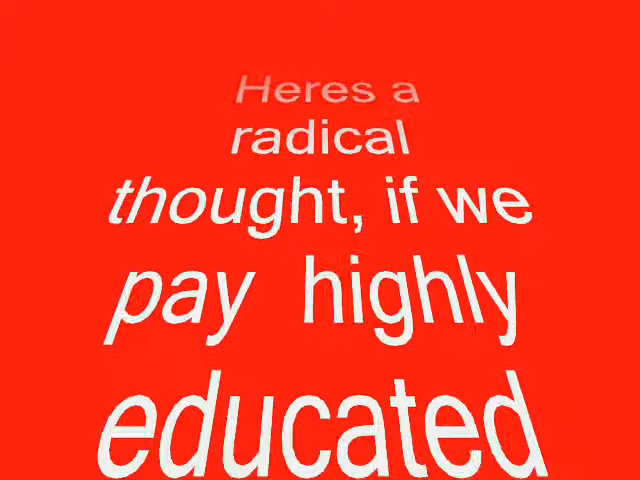 Heres a
radical
thought, if we
pay highly
educated